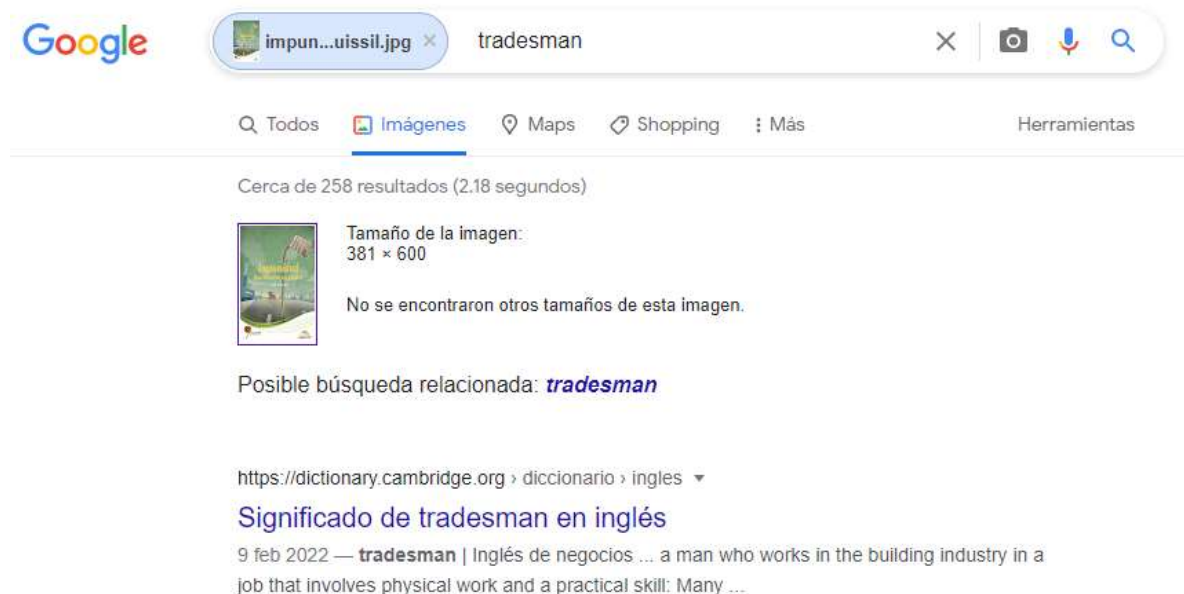 Google impun...uissil.jpg × tradesman
Todos Imágenes Maps Shopping Más Herramientas
Cerca de 258 resultados (2.18 segundos)
Tamaño de la imagen:
381 × 600
No se encontraron otros tamaños de esta imagen.
Posible búsqueda relacionada: tradesman
https://dictionary.cambridge.org › diccionario › ingles
Significado de tradesman en inglés
9 feb 2022 — tradesman | Inglés de negocios ... a man who works in the building industry in a
job that involves physical work and a practical skill: Many ...